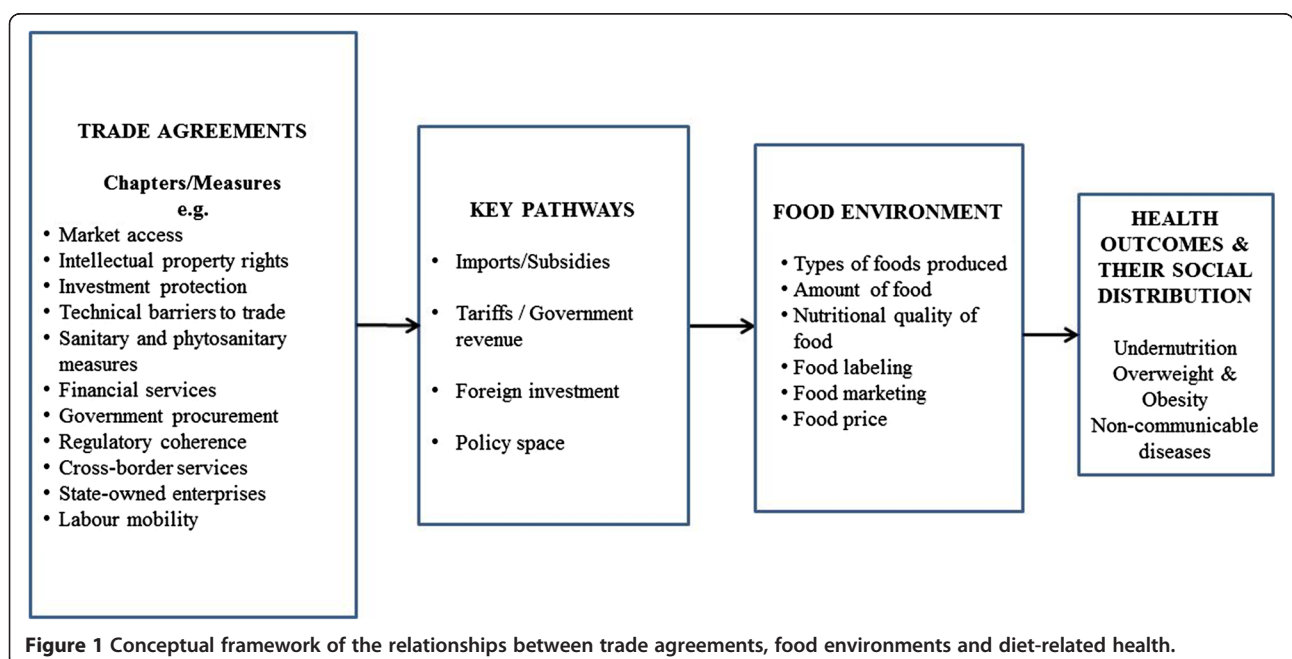 TRADE AGREEMENTS
Chapters/Measures
e.g.
• Market access
• Intellectual property rights
• Investment protection
• Technical barriers to trade
• Sanitary and phytosanitary
measures
• Financial services
• Government procurement
• Regulatory coherence
• Cross-border services
• State-owned enterprises
• Labour mobility
KEY PATHWAYS
• Imports/Subsidies
• Tariffs / Government
revenue
• Foreign investment
• Policy space
FOOD ENVIRONMENT
• Types of foods produced
• Amount of food
• Nutritional quality of
food
• Food labeling
• Food marketing
• Food price
HEALTH
OUTCOMES &
THEIR SOCIAL
DISTRIBUTION
Undernutrition
Overweight &
Obesity
Non-communicable
diseases
Figure 1 Conceptual framework of the relationships between trade agreements, food environments and diet-related health.